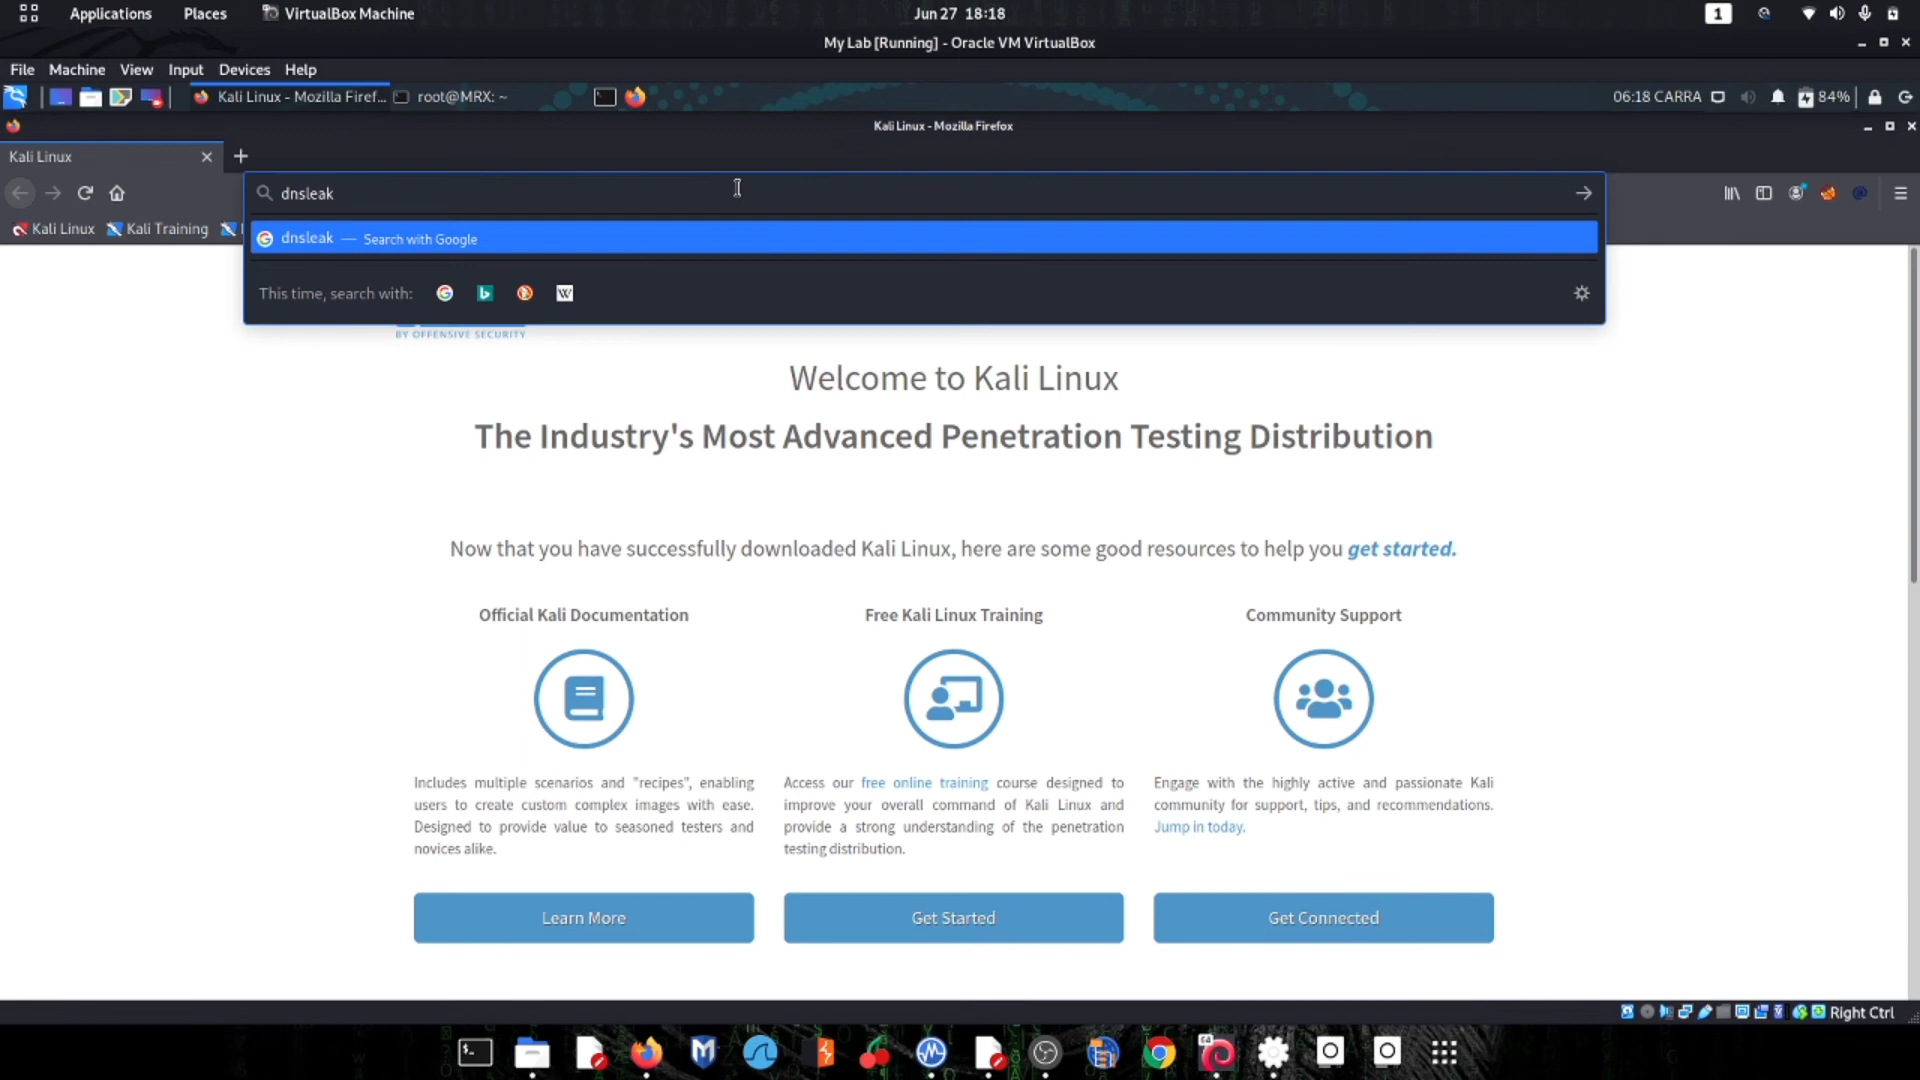 Applications Places VirtualBox Machine Jun 27 18:18 1
My Lab [Running] - Oracle VM VirtualBox
File Machine View Input Devices Help
Kali Linux - Mozilla Firef... root@MRX: ~ 06:18 CARRA 84%
Kali Linux - Mozilla Firefox
Kali Linux
dnsleak
Kali Linux Kali Training
dnsleak — Search with Google
This time, search with:
BY OFFENSIVE SECURITY
Welcome to Kali Linux
The Industry's Most Advanced Penetration Testing Distribution
Now that you have successfully downloaded Kali Linux, here are some good resources to help you get started.
Official Kali Documentation
Includes multiple scenarios and "recipes", enabling
users to create custom complex images with ease.
Designed to provide value to seasoned testers and
novices alike.
Learn More
Free Kali Linux Training
Access our free online training course designed to
improve your overall command of Kali Linux and
provide a strong understanding of the penetration
testing distribution.
Get Started
Community Support
Engage with the highly active and passionate Kali
community for support, tips, and recommendations.
Jump in today.
Get Connected
Right Ctrl